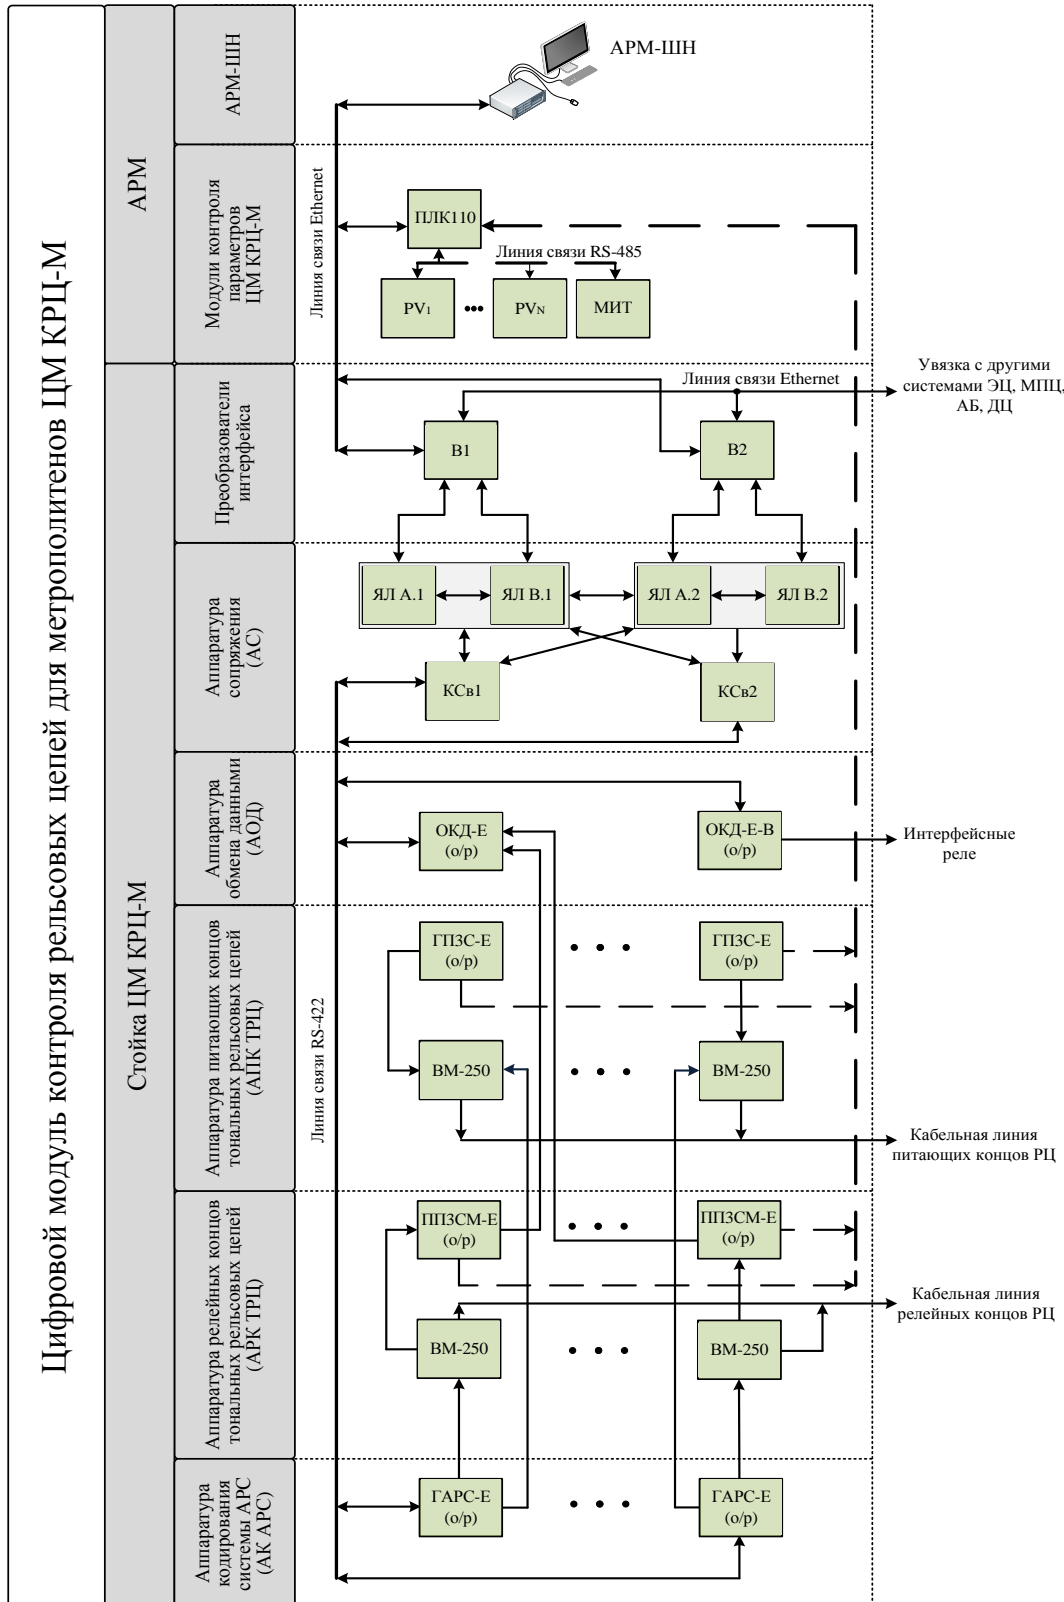 Цифровой модуль контроля рельсовых цепей для метрополитенов ЦМ КРЦ-М
АРМ
АРМ-ШН
АРМ-ШН
Линия связи Ethernet
Модули контроля
параметров
ЦМ КРЦ-М
ПЛК110
Линия связи RS-485
PV1
PVN
МИТ
Стойка ЦМ КРЦ-М
Преобразователи
интерфейса
Линия связи Ethernet
Увязка с другими
системами ЭЦ, МПЦ,
АБ, ДЦ
В1
В2
Аппаратура
сопряжения
(АС)
ЯЛ А.1
ЯЛ В.1
ЯЛ А.2
ЯЛ В.2
КСв1
КСв2
Аппаратура
обмена данными
(АОД)
ОКД-Е
(о/р)
ОКД-Е-В
(о/р)
Интерфейсные
реле
Аппаратура питающих концов
тональных рельсовых цепей
(АПК ТРЦ)
Линия связи RS-422
ГП3С-Е
(о/р)
ГП3С-Е
(о/р)
ВМ-250
ВМ-250
Кабельная линия
питающих концов РЦ
Аппаратура релейных концов
тональных рельсовых цепей
(АРК ТРЦ)
ПП3СМ-Е
(о/р)
ПП3СМ-Е
(о/р)
Кабельная линия
релейных концов РЦ
ВМ-250
ВМ-250
Аппаратура
кодирования
системы АРС
(АК АРС)
ГАРС-Е
(о/р)
ГАРС-Е
(о/р)